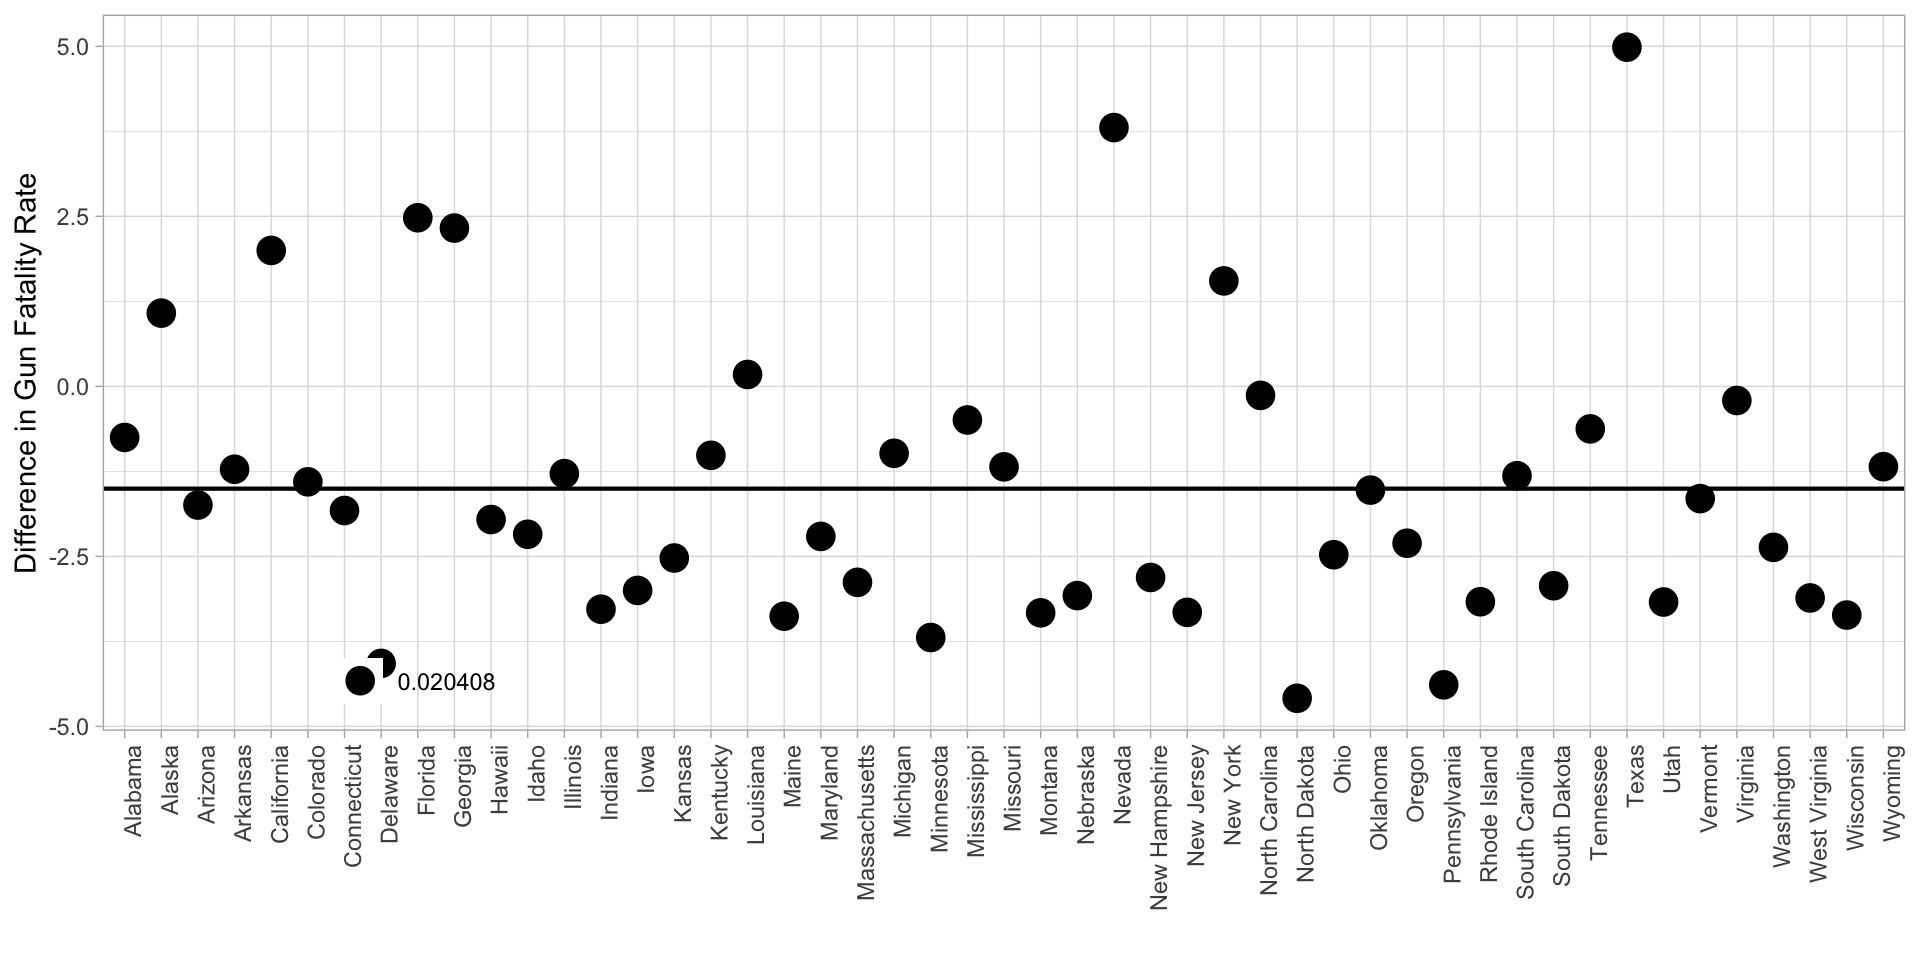 Difference in Gun Fatality Rate
5.0
2.5
0.0
-2.5
-5.0
0.020408
Alabama
Alaska
Arizona
Arkansas
California
Colorado
Connecticut
Delaware
Florida
Georgia
Hawaii
Idaho
Illinois
Indiana
Iowa
Kansas
Kentucky
Louisiana
Maine
Maryland
Massachusetts
Michigan
Minnesota
Mississippi
Missouri
Montana
Nebraska
Nevada
New Hampshire
New Jersey
New York
North Carolina
North Dakota
Ohio
Oklahoma
Oregon
Pennsylvania
Rhode Island
South Carolina
South Dakota
Tennessee
Texas
Utah
Vermont
Virginia
Washington
West Virginia
Wisconsin
Wyoming